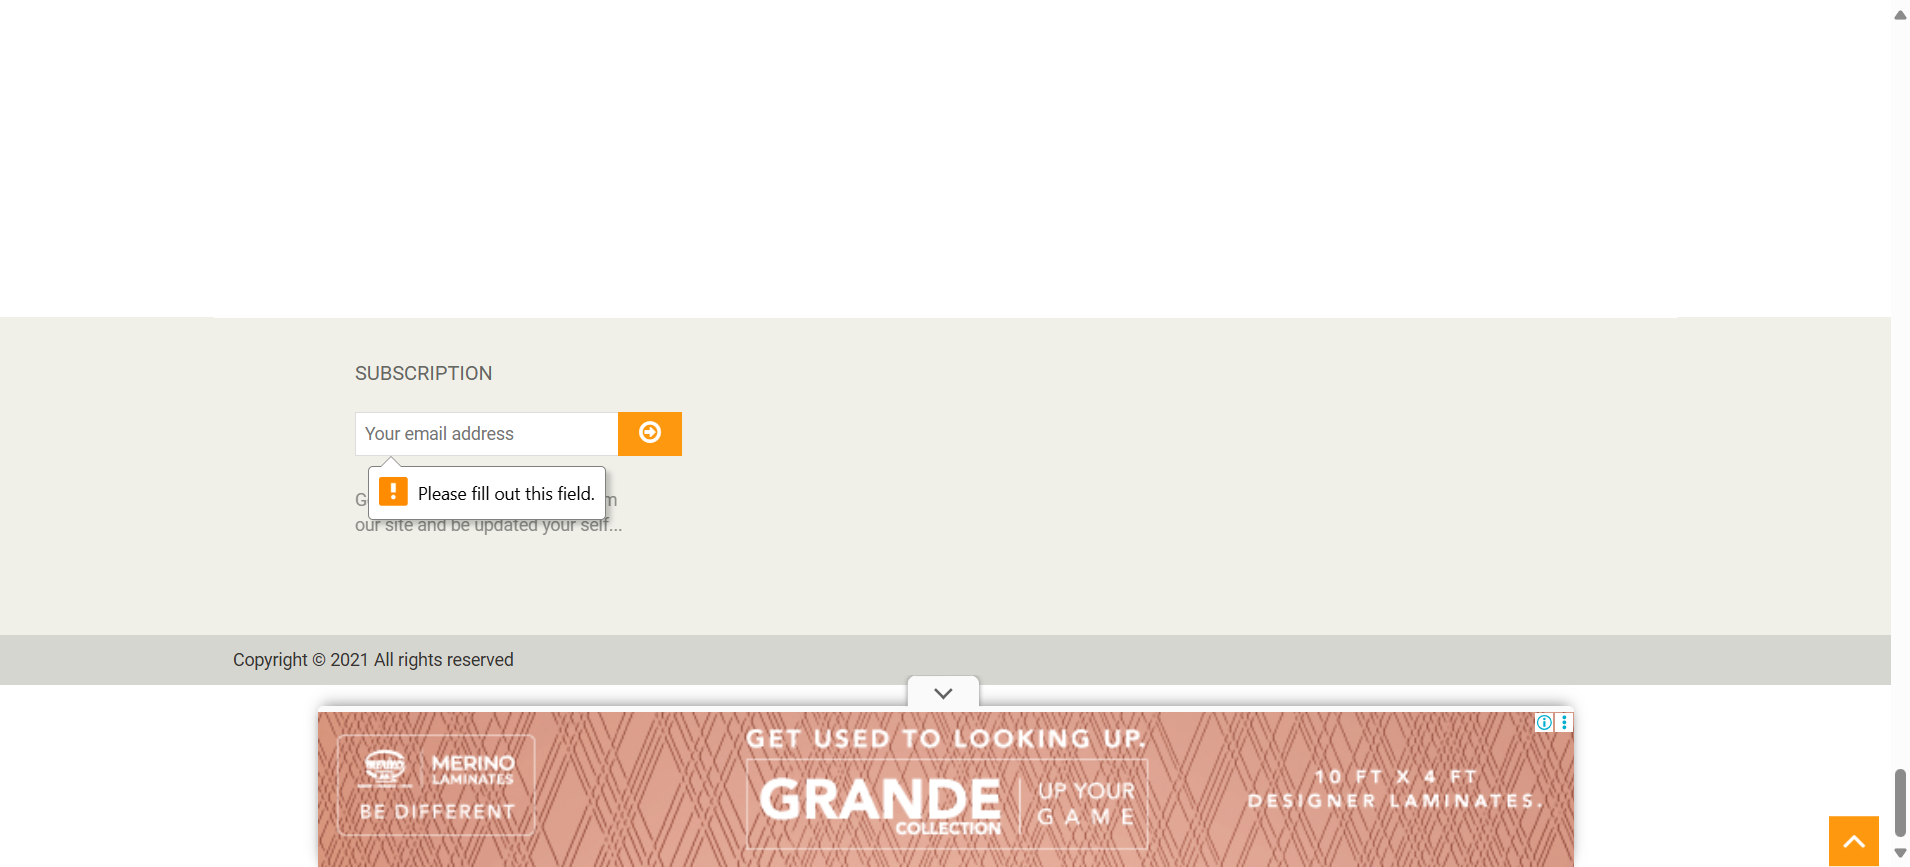 SUBSCRIPTION
Your email address
Please fill out this field.
our site and be updated your self...
Copyright © 2021 All rights reserved
GET USED TO LOOKING UP.
MERINO
LAMINATES
BE DIFFERENT
GRANDE
COLLECTION
UP YOUR
GAME
10 FT X 4 FT
DESIGNER LAMINATES.